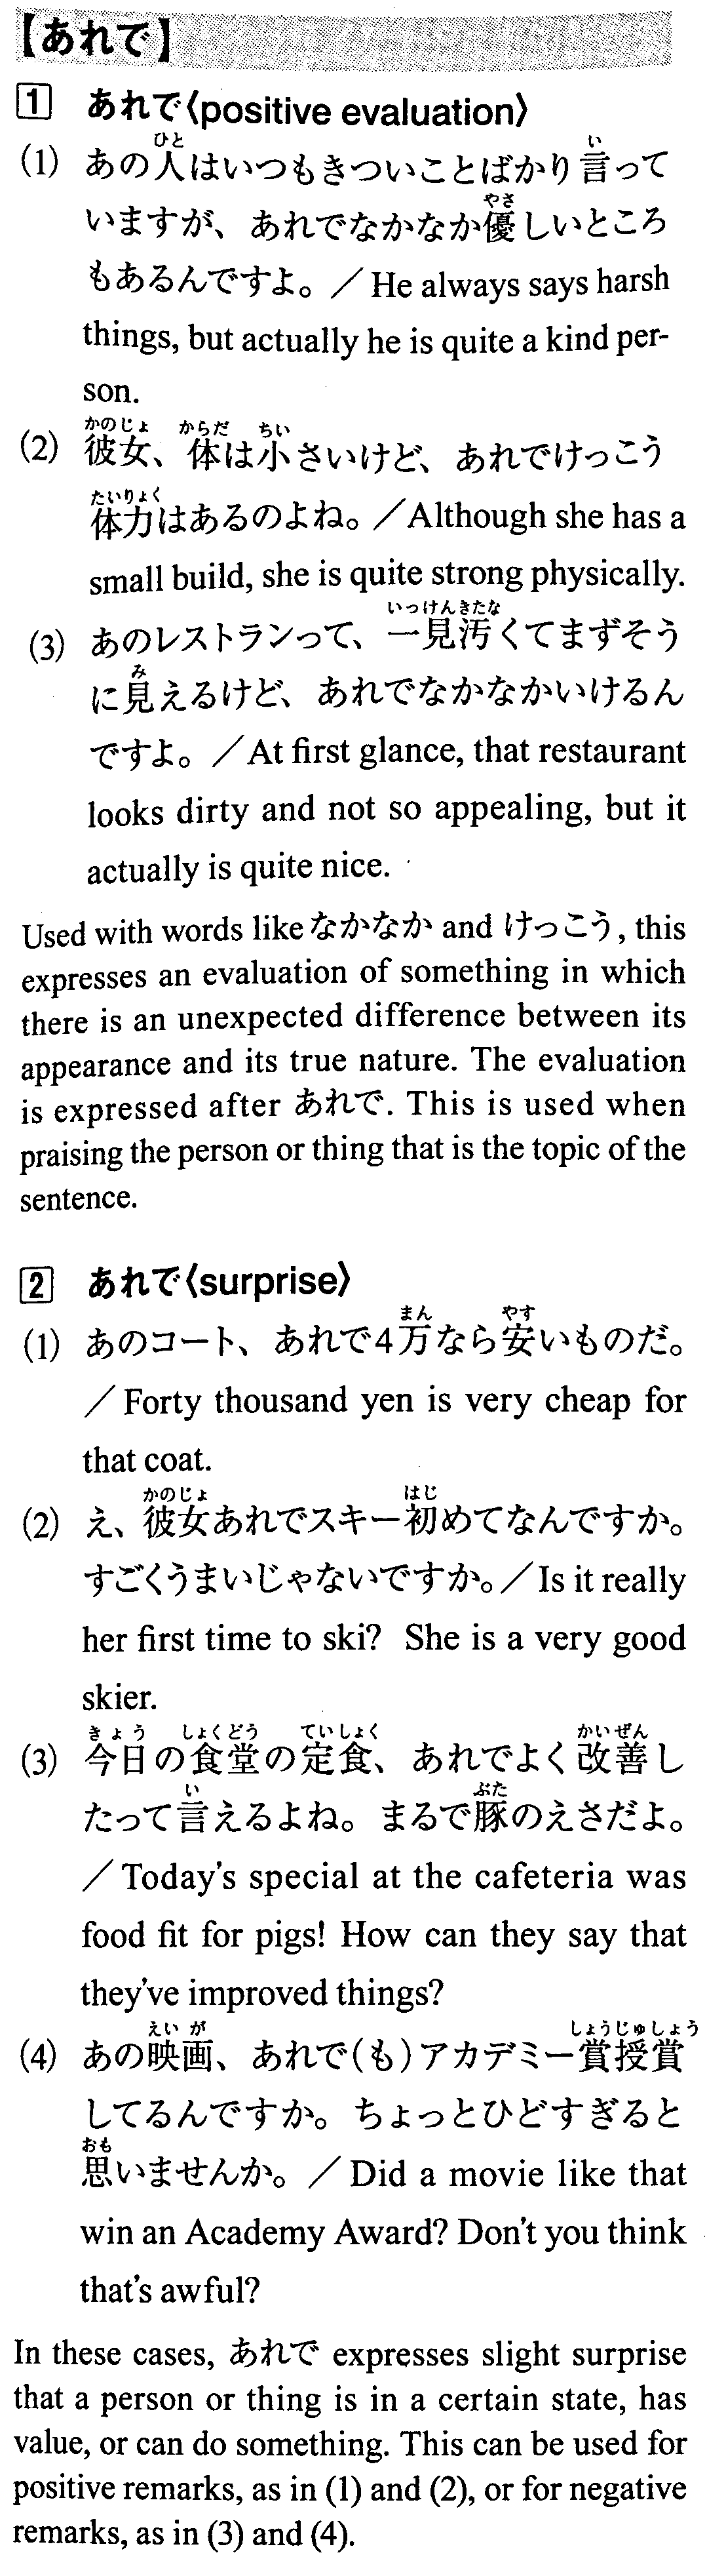 【あれで】
1 あれで〈positive evaluation〉
(1) あの人はいつもきついことばかり言って
いますが、あれでなかなか優しいところ
もあるんですよ。／He always says harsh
things, but actually he is quite a kind per-
son.
(2) 彼女、体は小さいけど、あれでけっこう
体力はあるのよね。／Although she has a
small build, she is quite strong physically.
(3) あのレストランって、一見汚くてまずそう
に見えるけど、あれでなかなかいけるん
ですよ。／At first glance, that restaurant
looks dirty and not so appealing, but it
actually is quite nice.
Used with words like なかなか and けっこう, this
expresses an evaluation of something in which
there is an unexpected difference between its
appearance and its true nature. The evaluation
is expressed after あれで. This is used when
praising the person or thing that is the topic of the
sentence.
2 あれで〈surprise〉
(1) あのコート、あれで4万なら安いものだ。
／Forty thousand yen is very cheap for
that coat.
(2) え、彼女あれでスキー初めてなんですか。
すごくうまいじゃないですか。／Is it really
her first time to ski? She is a very good
skier.
(3) 今日の食堂の定食、あれでよく改善し
たって言えるよね。まるで豚のえさだよ。
／Today's special at the cafeteria was
food fit for pigs! How can they say that
they've improved things?
(4) あの映画、あれで(も)アカデミー賞授賞
してるんですか。ちょっとひどすぎると
思いませんか。／Did a movie like that
win an Academy Award? Don't you think
that's awful?
In these cases, あれで expresses slight surprise
that a person or thing is in a certain state, has
value, or can do something. This can be used for
positive remarks, as in (1) and (2), or for negative
remarks, as in (3) and (4).